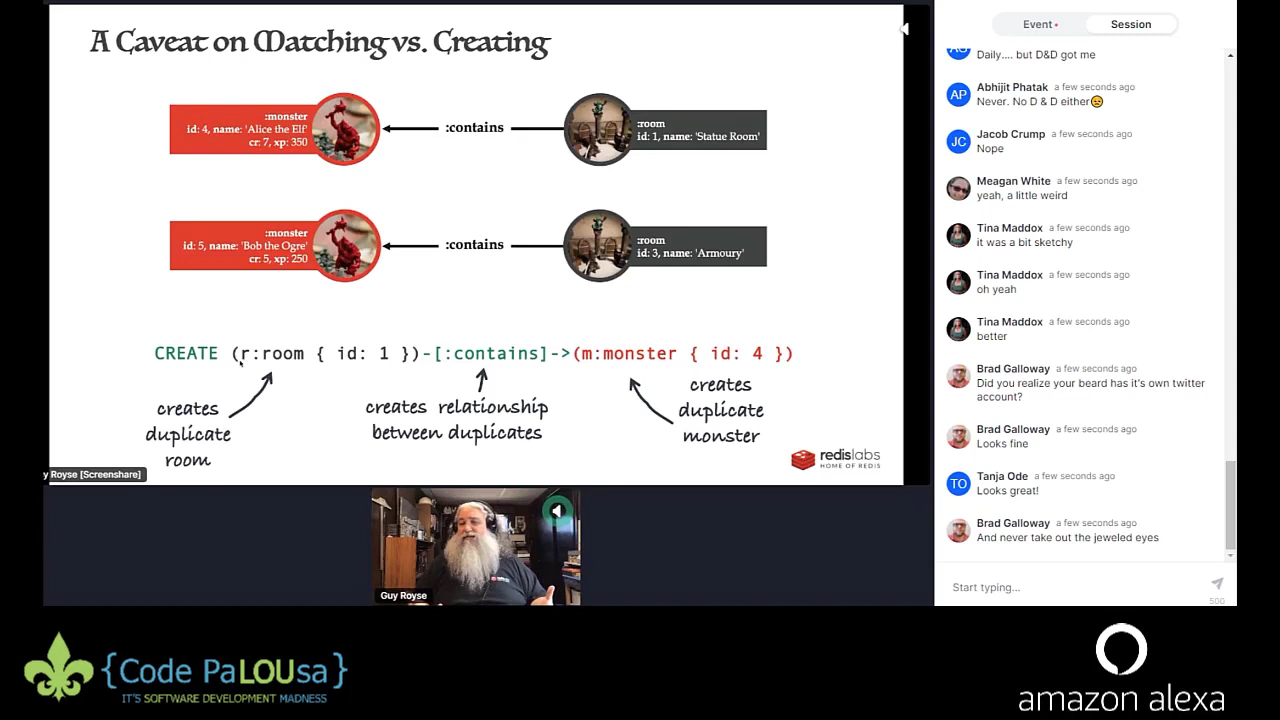 A Caveat on Matching vs. Creating
:monster
id: 4, name: 'Alice the Elf'
cr: 7, xp: 350
:contains
:room
id: 1, name: 'Statue Room'
:monster
id: 5, name: 'Bob the Ogre'
cr: 5, xp: 250
:contains
:room
id: 3, name: 'Armoury'
CREATE (r:room { id: 1 })-[:contains]->(m:monster { id: 4 })
creates
duplicate
room
creates relationship
between duplicates
creates
duplicate
monster
redislabs
HOME OF REDIS
y Royse [Screenshare]
Guy Royse
Event
Session
Daily.... but D&D got me
AP
Abhijit Phatak a few seconds ago
Never. No D & D either
JC
Jacob Crump a few seconds ago
Nope
Meagan White a few seconds ago
yeah, a little weird
Tina Maddox a few seconds ago
it was a bit sketchy
Tina Maddox a few seconds ago
oh yeah
Tina Maddox a few seconds ago
better
Brad Galloway a few seconds ago
Did you realize your beard has it's own twitter
account?
Brad Galloway a few seconds ago
Looks fine
TO
Tanja Ode a few seconds ago
Looks great!
Brad Galloway a few seconds ago
And never take out the jeweled eyes
Start typing...
500
{Code PaLOUsa}
IT'S SOFTWARE DEVELOPMENT MADNESS
amazon alexa